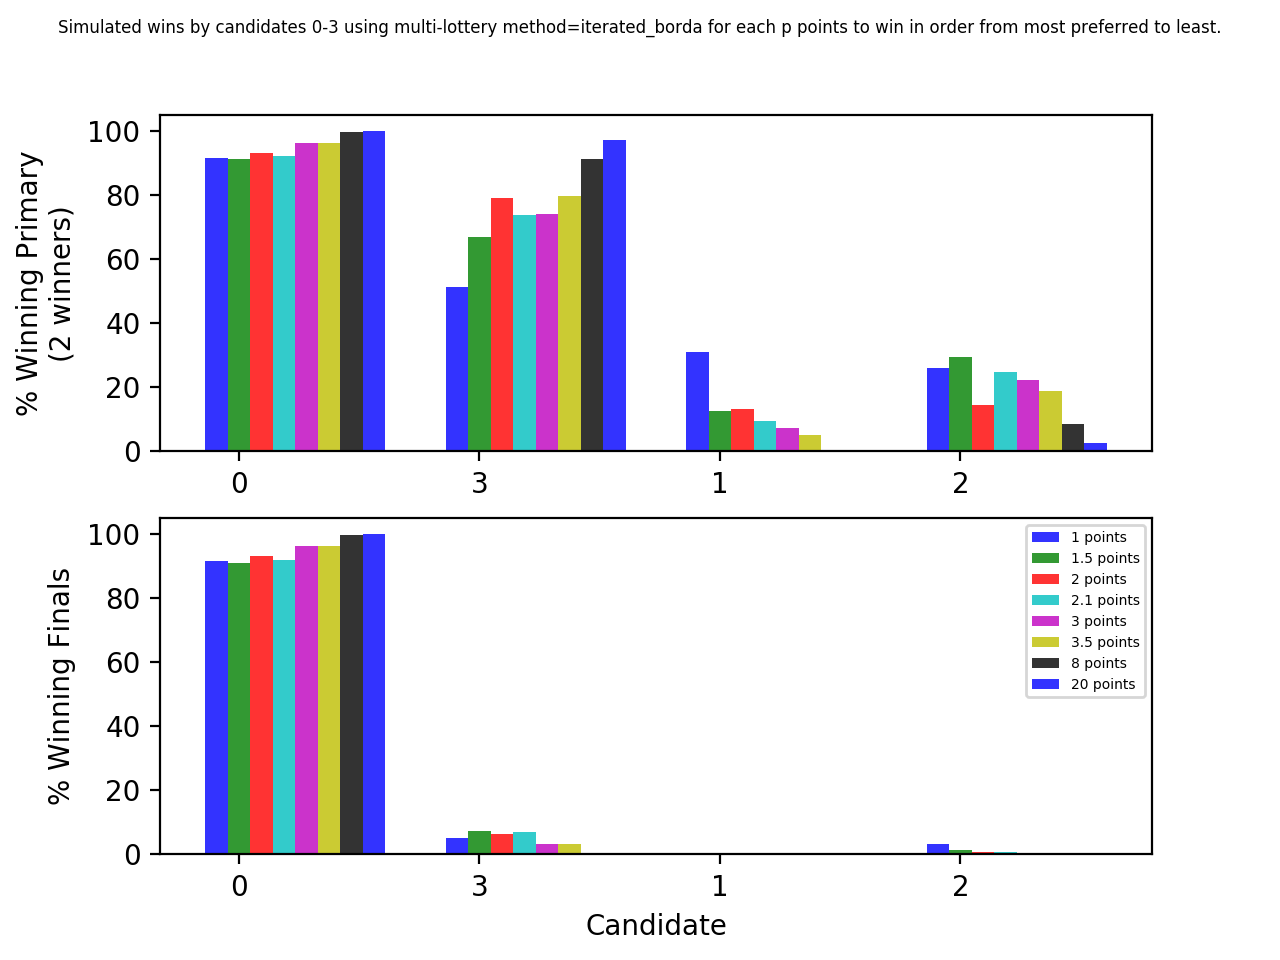 Simulated wins by candidates 0-3 using multi-lottery method=iterated_borda for each p points to win in order from most preferred to least.
% Winning Primary
(2 winners)
100
80
60
40
20
0
0 3 1 2
% Winning Finals
100
80
60
40
20
0
1 points
1.5 points
2 points
2.1 points
3 points
3.5 points
8 points
20 points
0 3 1 2
Candidate